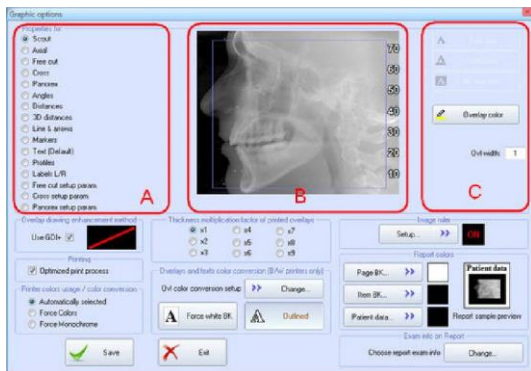 Graphic options
Properties for
Scout
Axial
Free cut
Cross
Panorex
Angles
Distances
3D distances
Line & arrows
Markers
Text (Default)
Profiles
Labels L/R
Free cut setup param
Cross setup param
Panorex setup param
A
70
60
50
40
30
20
10
B
Overlay color
Ovl width: 1
C
Overlap drawing enhancement method
Use GDI+
Printing
Optimized print process
Printer colors usage / color conversion
Automatically selected
Force Colors
Force Monochrome
Thickness multiplication factor of printed overlays
x1 x4 x7
x2 x5 x8
x3 x6 x9
Overlays and texts color conversion (B/W printers only)
Ovl color conversion setup >> Change...
A Force white BK A Outlined
Image rules
Setup... >> ON
Report colors
Page BK... >>
Item BK... >>
Patient data... >>
Patient data
Report sample preview
Exam info on Report
Choose report exam info Change...
Save
Exit